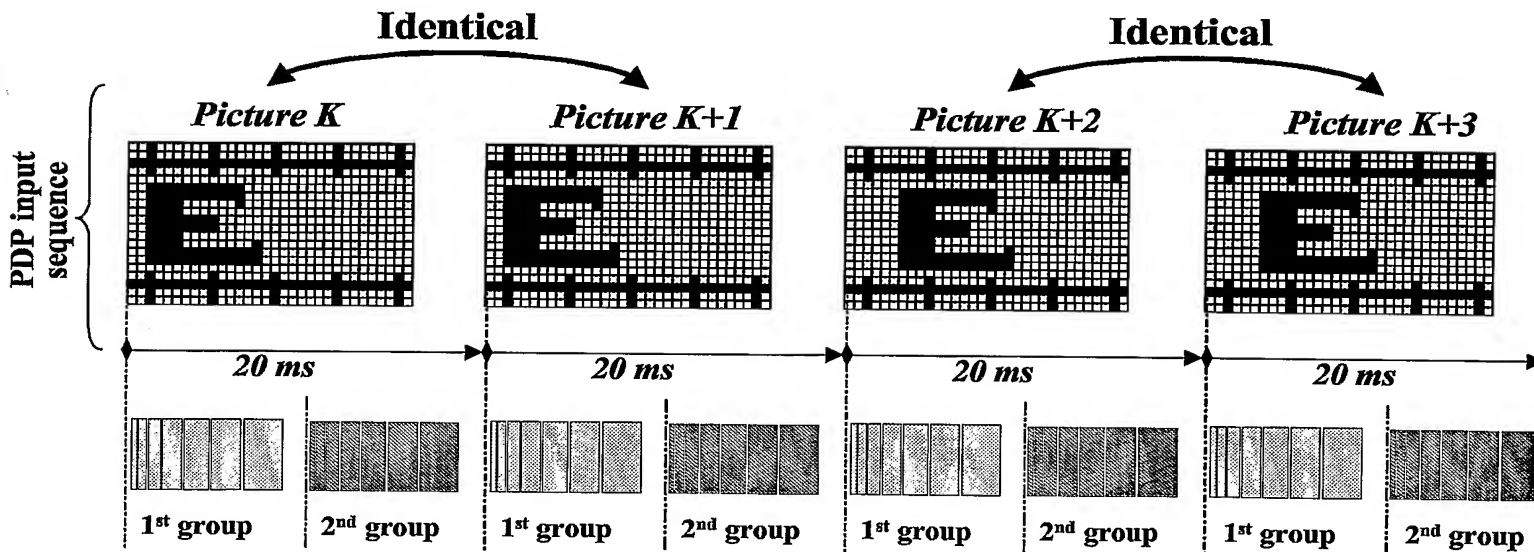 Identical Identical
Picture K Picture K+1 Picture K+2 Picture K+3
PDP input
sequence
E E E E
20 ms 20 ms 20 ms 20 ms
1st group 2nd group 1st group 2nd group 1st group 2nd group 1st group 2nd group